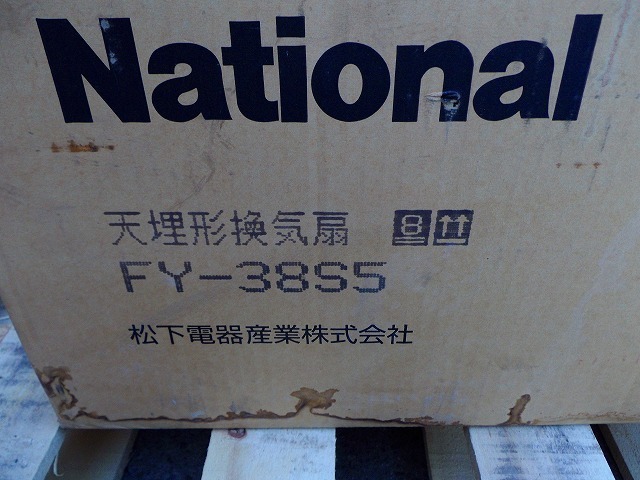 National
天埋形換気扇 8
FY-38S5
松下電器産業株式会社